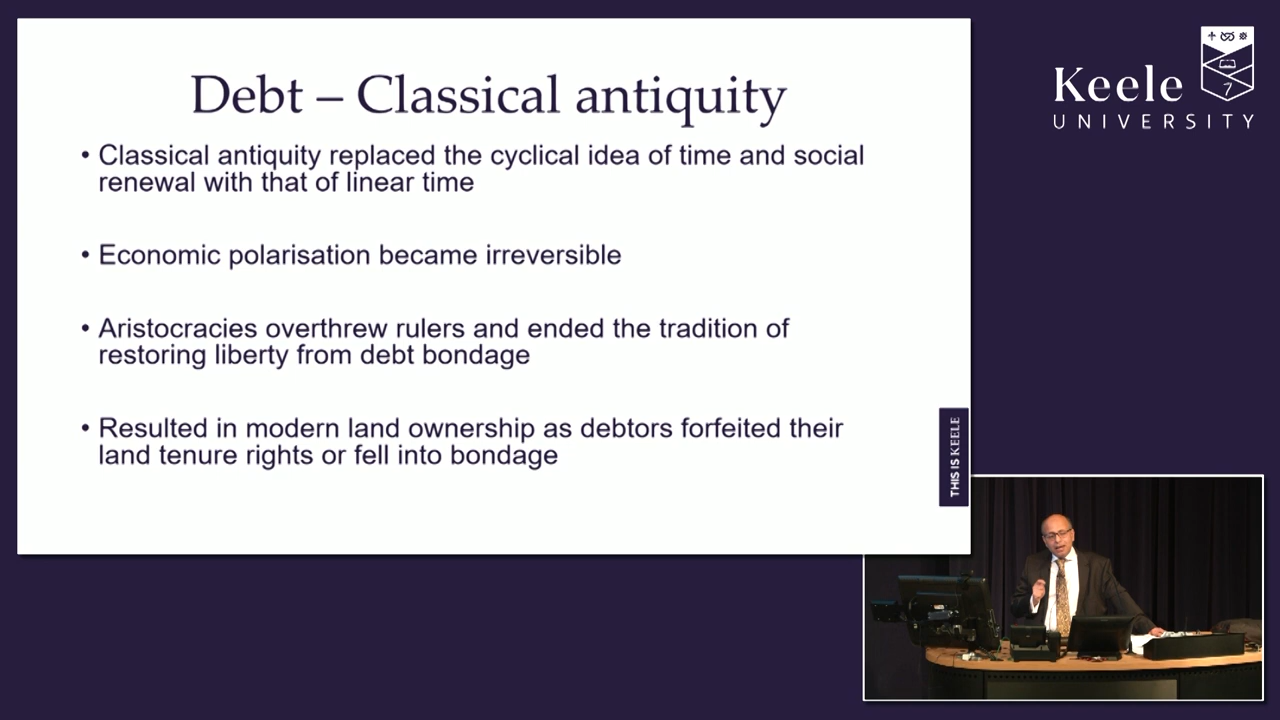 Debt – Classical antiquity
• Classical antiquity replaced the cyclical idea of time and social
renewal with that of linear time
• Economic polarisation became irreversible
• Aristocracies overthrew rulers and ended the tradition of
restoring liberty from debt bondage
• Resulted in modern land ownership as debtors forfeited their
land tenure rights or fell into bondage
THIS IS KEELE
Keele
UNIVERSITY